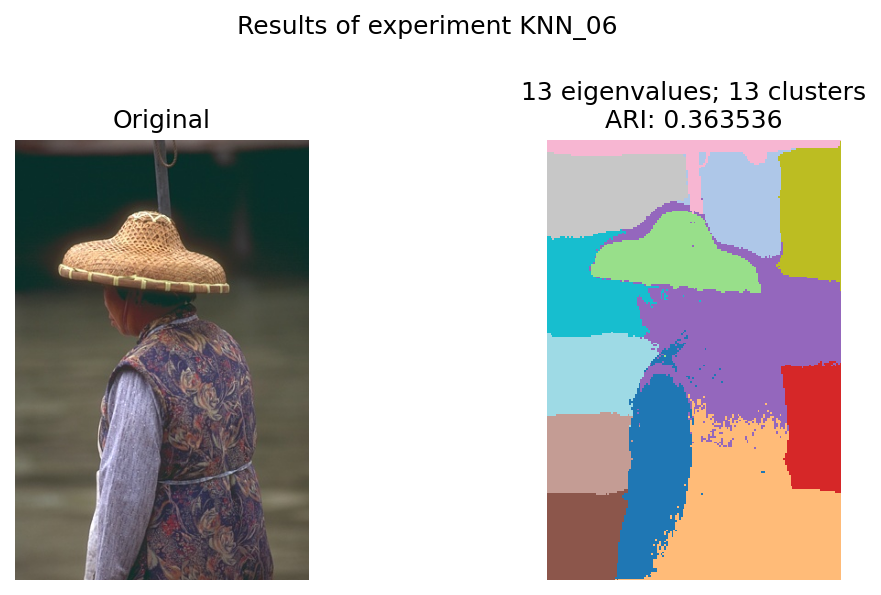 Results of experiment KNN_06
Original
13 eigenvalues; 13 clusters
ARI: 0.363536